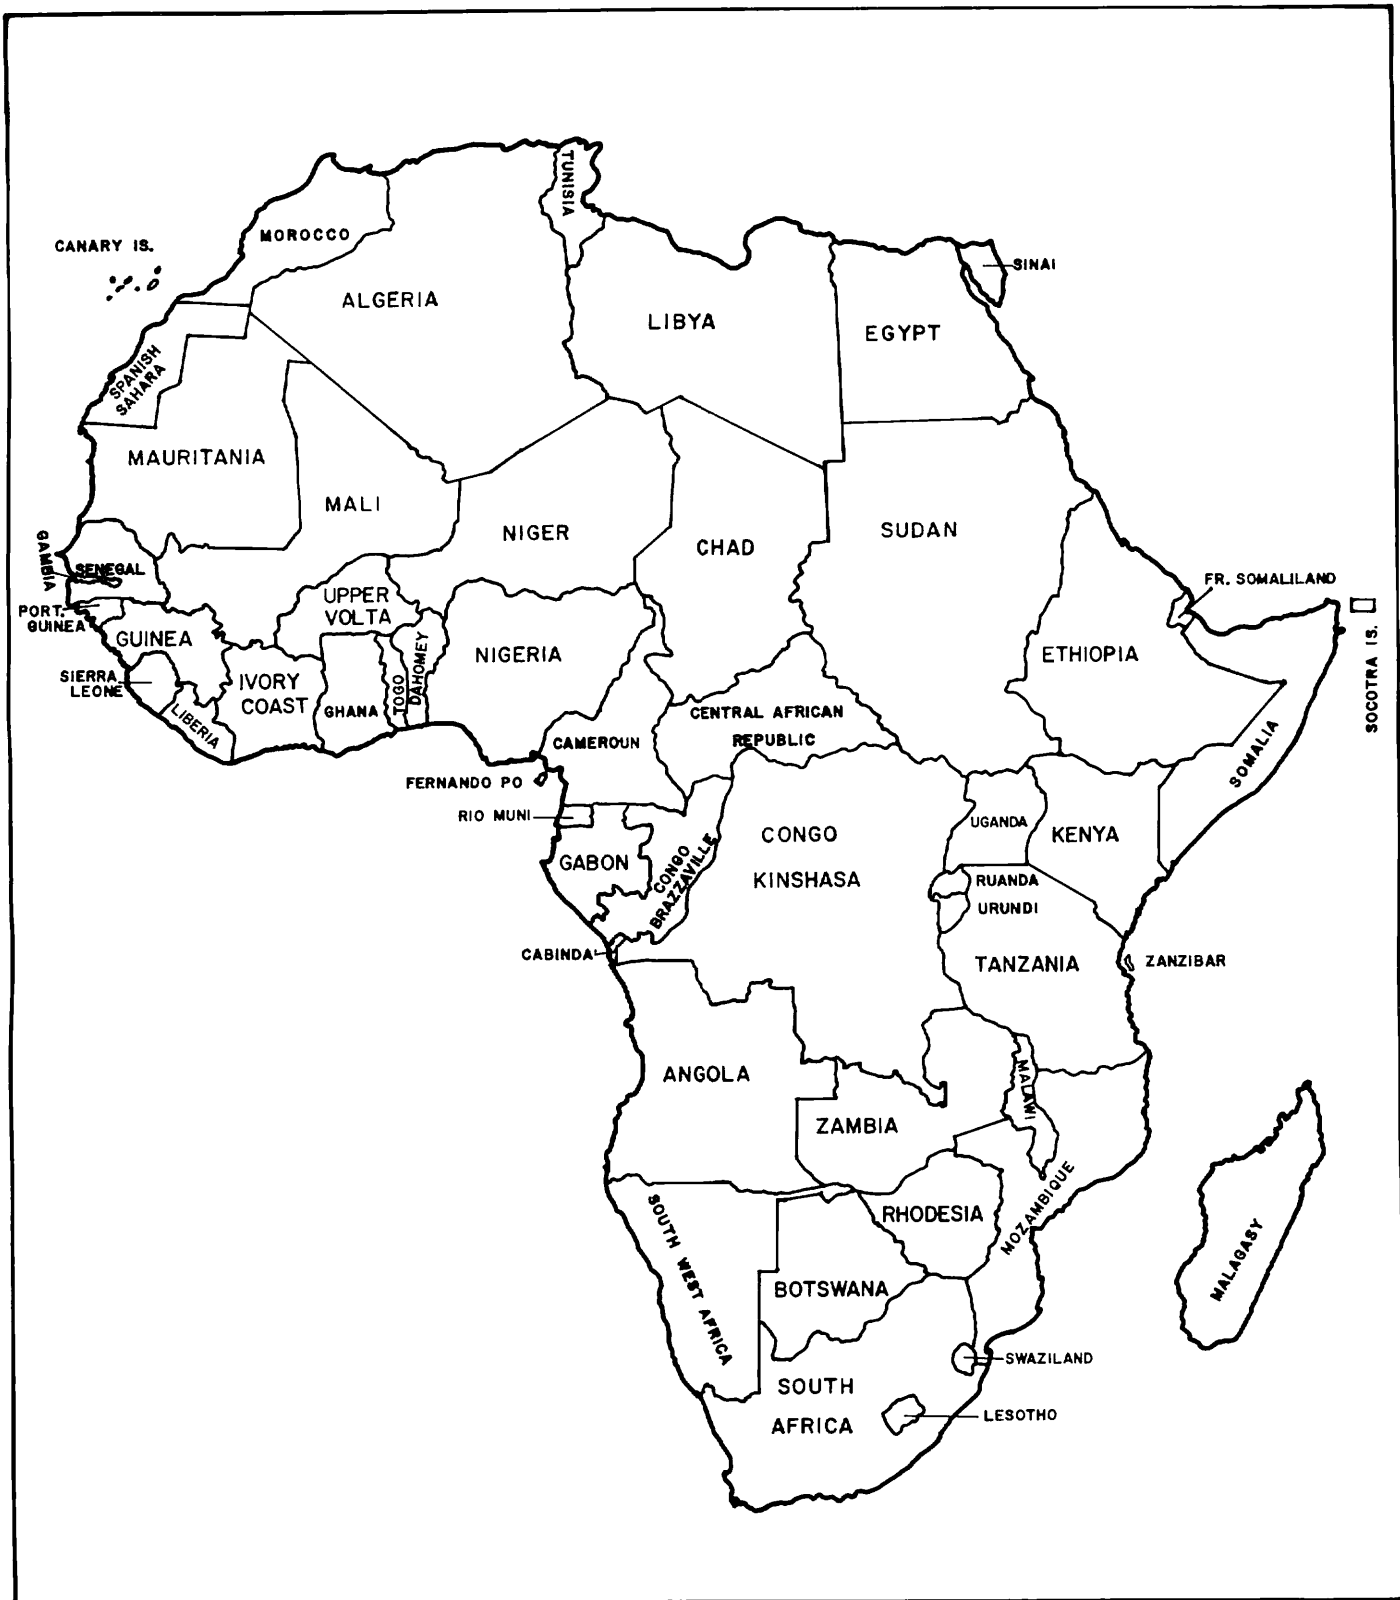 TUNISIA
MOROCCO
CANARY IS.
SINAI
ALGERIA
LIBYA
EGYPT
SPANISH
SAHARA
MAURITANIA
MALI
NIGER
CHAD
SUDAN
GAMBIA
SENEGAL
FR. SOMALILAND
UPPER
VOLTA
PORT.
GUINEA
GUINEA
NIGERIA
ETHIOPIA
SOCOTRA IS.
SIERRA
LEONE
IVORY
COAST
GHANA
TOGO
DAHOMEY
LIBERIA
CENTRAL AFRICAN
REPUBLIC
CAMEROUN
SOMALIA
FERNANDO PO
RIO MUNI
UGANDA
KENYA
CONGO
KINSHASA
GABON
CONGO
BRAZZAVILLE
RUANDA
URUNDI
CABINDA
TANZANIA
ZANZIBAR
ANGOLA
MALAWI
ZAMBIA
MOZAMBIQUE
RHODESIA
SOUTH WEST AFRICA
BOTSWANA
MALAGASY
SWAZILAND
SOUTH
AFRICA
LESOTHO